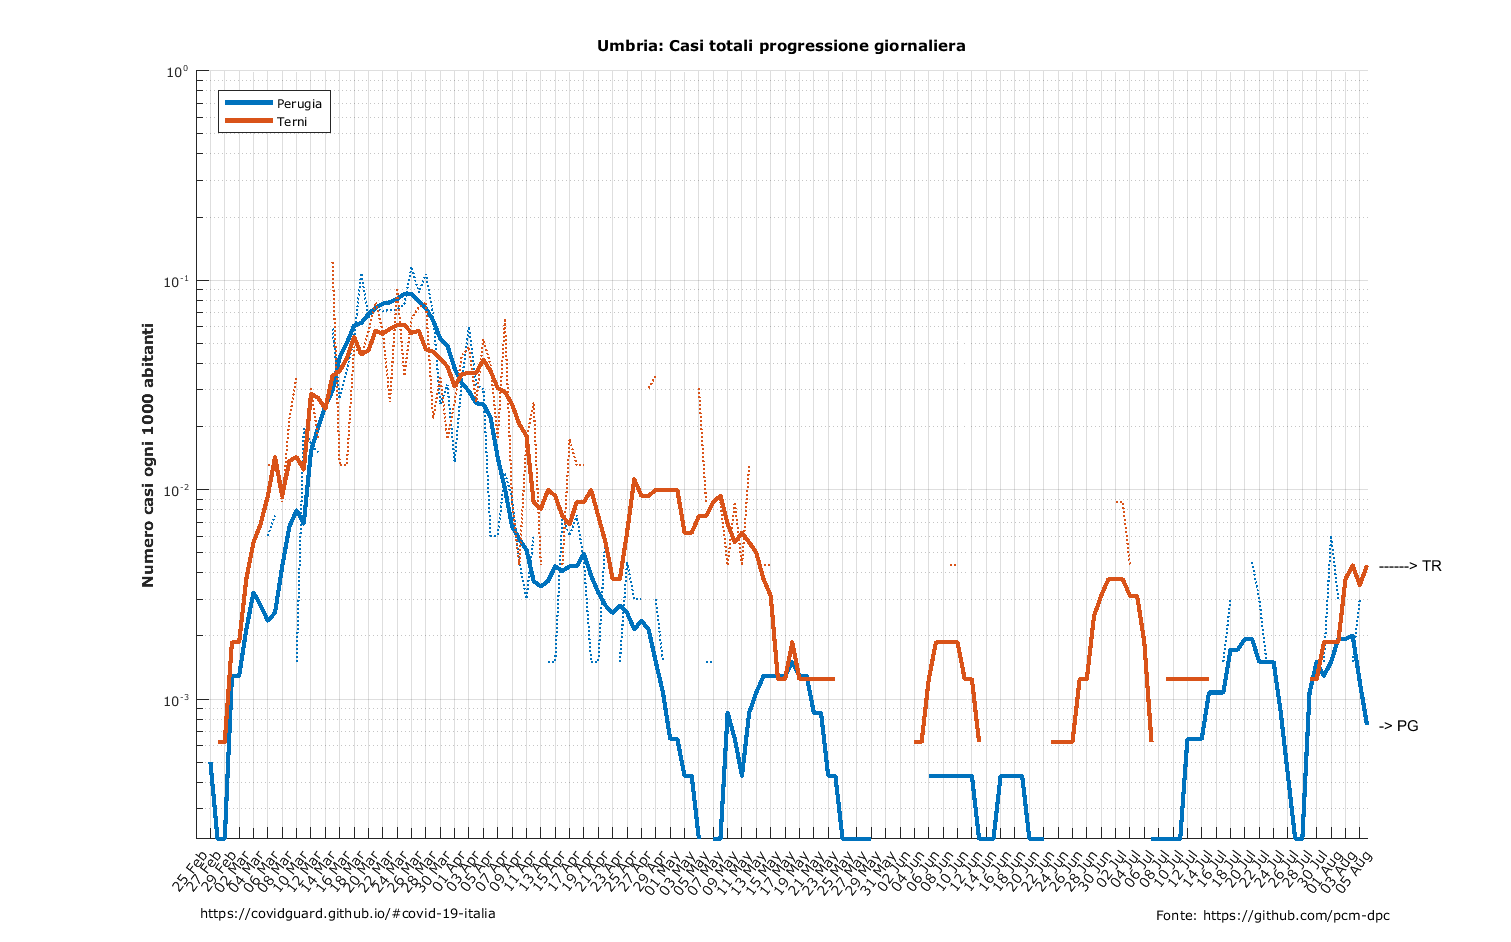 Umbria: Casi totali progressione giornaliera
Numero casi ogni 1000 abitanti
10⁰
10⁻¹
10⁻²
10⁻³
Perugia
Terni
------> TR
-> PG
25 Feb
27 Feb
29 Feb
02 Mar
04 Mar
06 Mar
08 Mar
10 Mar
12 Mar
14 Mar
16 Mar
18 Mar
20 Mar
22 Mar
24 Mar
26 Mar
28 Mar
30 Mar
01 Apr
03 Apr
05 Apr
07 Apr
09 Apr
11 Apr
13 Apr
15 Apr
17 Apr
19 Apr
21 Apr
23 Apr
25 Apr
27 Apr
29 Apr
01 May
03 May
05 May
07 May
09 May
11 May
13 May
15 May
17 May
19 May
21 May
23 May
25 May
27 May
29 May
31 May
02 Jun
04 Jun
06 Jun
08 Jun
10 Jun
12 Jun
14 Jun
16 Jun
18 Jun
20 Jun
22 Jun
24 Jun
26 Jun
28 Jun
30 Jun
02 Jul
04 Jul
06 Jul
08 Jul
10 Jul
12 Jul
14 Jul
16 Jul
18 Jul
20 Jul
22 Jul
24 Jul
26 Jul
28 Jul
30 Jul
01 Aug
03 Aug
05 Aug
https://covidguard.github.io/#covid-19-italia
Fonte: https://github.com/pcm-dpc